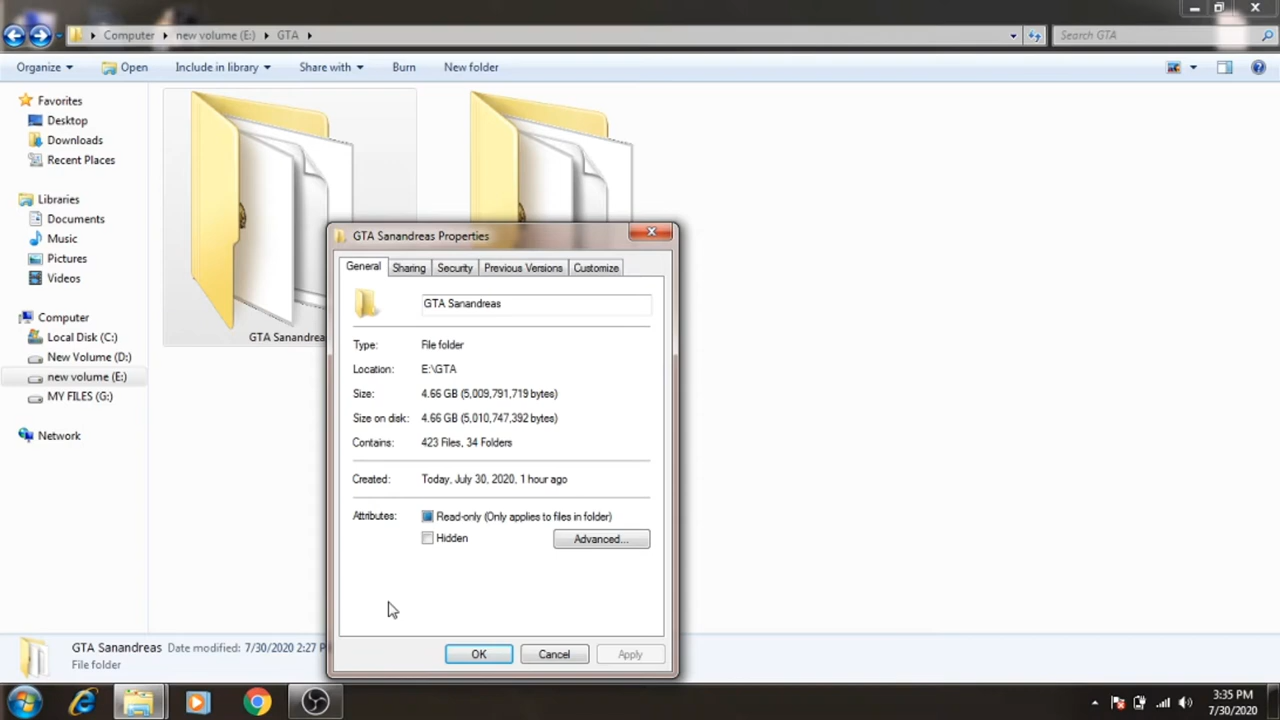 Computer new volume (E:) GTA
Search GTA
Organize Open Include in library Share with Burn New folder
Favorites
Desktop
Downloads
Recent Places
Libraries
Documents
Music
Pictures
Videos
Computer
Local Disk (C:)
New Volume (D:)
new volume (E:)
MY FILES (G:)
Network
GTA Sanandrea
GTA Sanandreas Properties
General Sharing Security Previous Versions Customize
GTA Sanandreas
Type: File folder
Location: E:\GTA
Size: 4.66 GB (5,009,791,719 bytes)
Size on disk: 4.66 GB (5,010,747,392 bytes)
Contains: 423 Files, 34 Folders
Created: Today, July 30, 2020, 1 hour ago
Attributes: Read-only (Only applies to files in folder)
Hidden Advanced...
OK Cancel Apply
GTA Sanandreas Date modified: 7/30/2020 2:27 P
File folder
3:35 PM
7/30/2020